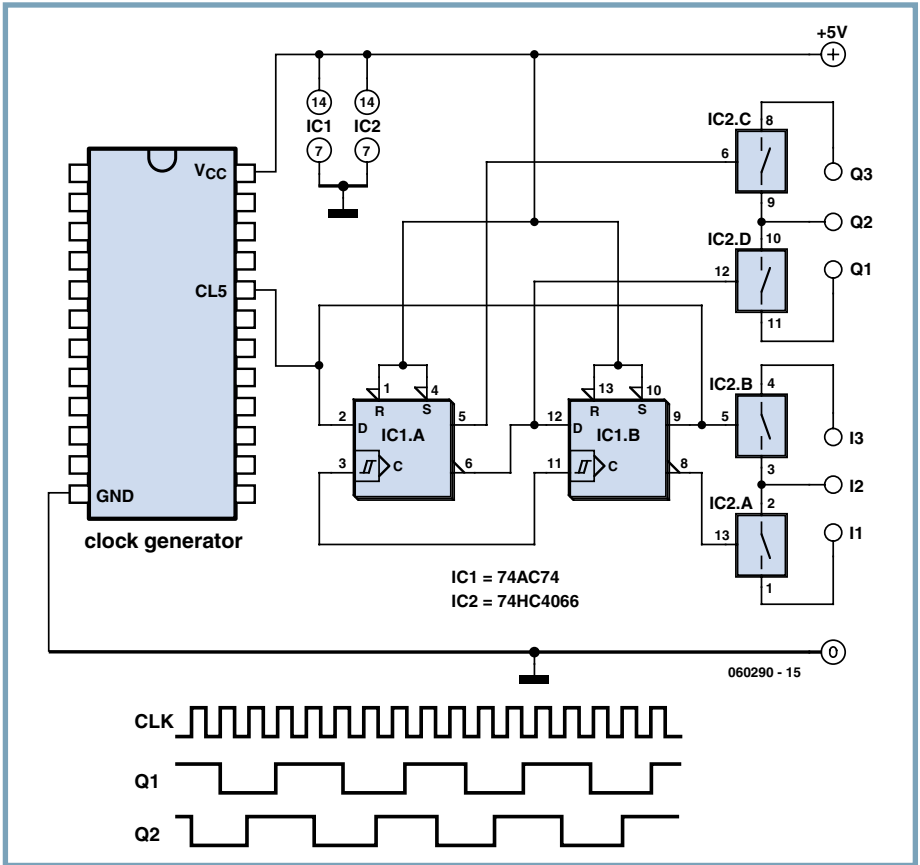 +5V
+
14
14
IC1
IC2
7
7
VCC
CL5
GND
clock generator
IC2.C
8
6
Q3
9
Q2
IC2.D
10
12
Q1
11
1
4
R
S
2
D
5
IC1.A
3
C
6
13
10
R
S
12
D
9
IC1.B
11
C
8
IC2.B
4
5
I3
3
I2
IC2.A
2
13
I1
1
IC1 = 74AC74
IC2 = 74HC4066
0
060290 - 15
CLK
Q1
Q2